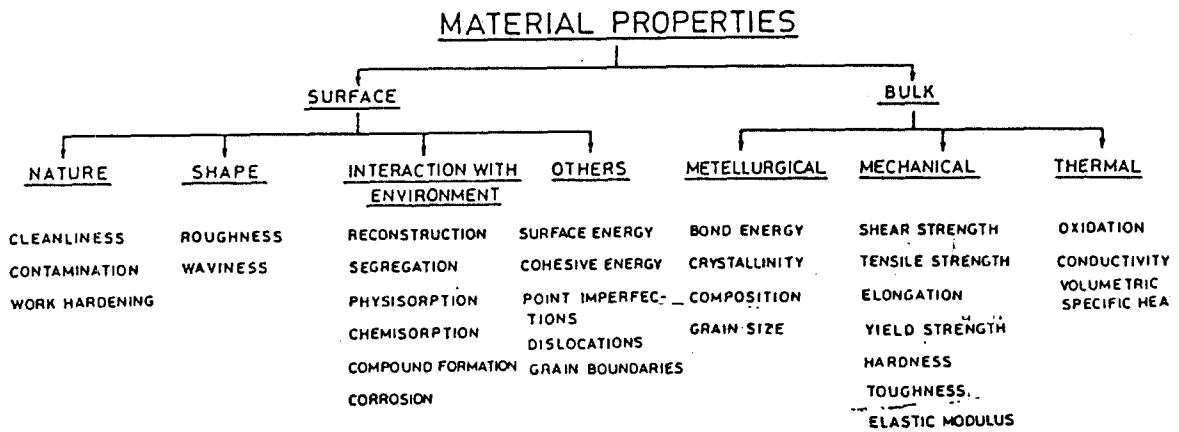 MATERIAL PROPERTIES
SURFACE
BULK
NATURE
CLEANLINESS
CONTAMINATION
WORK HARDENING
SHAPE
ROUGHNESS
WAVINESS
INTERACTION WITH
ENVIRONMENT
RECONSTRUCTION
SEGREGATION
PHYSISORPTION
CHEMISORPTION
COMPOUND FORMATION
CORROSION
OTHERS
SURFACE ENERGY
COHESIVE ENERGY
POINT IMPERFEC-
TIONS
DISLOCATIONS
GRAIN BOUNDARIES
METELLURGICAL
BOND ENERGY
CRYSTALLINITY
COMPOSITION
GRAIN SIZE
MECHANICAL
SHEAR STRENGTH
TENSILE STRENGTH
ELONGATION
YIELD STRENGTH
HARDNESS
TOUGHNESS
ELASTIC MODULUS
THERMAL
OXIDATION
CONDUCTIVITY
VOLUMETRIC
SPECIFIC HEA